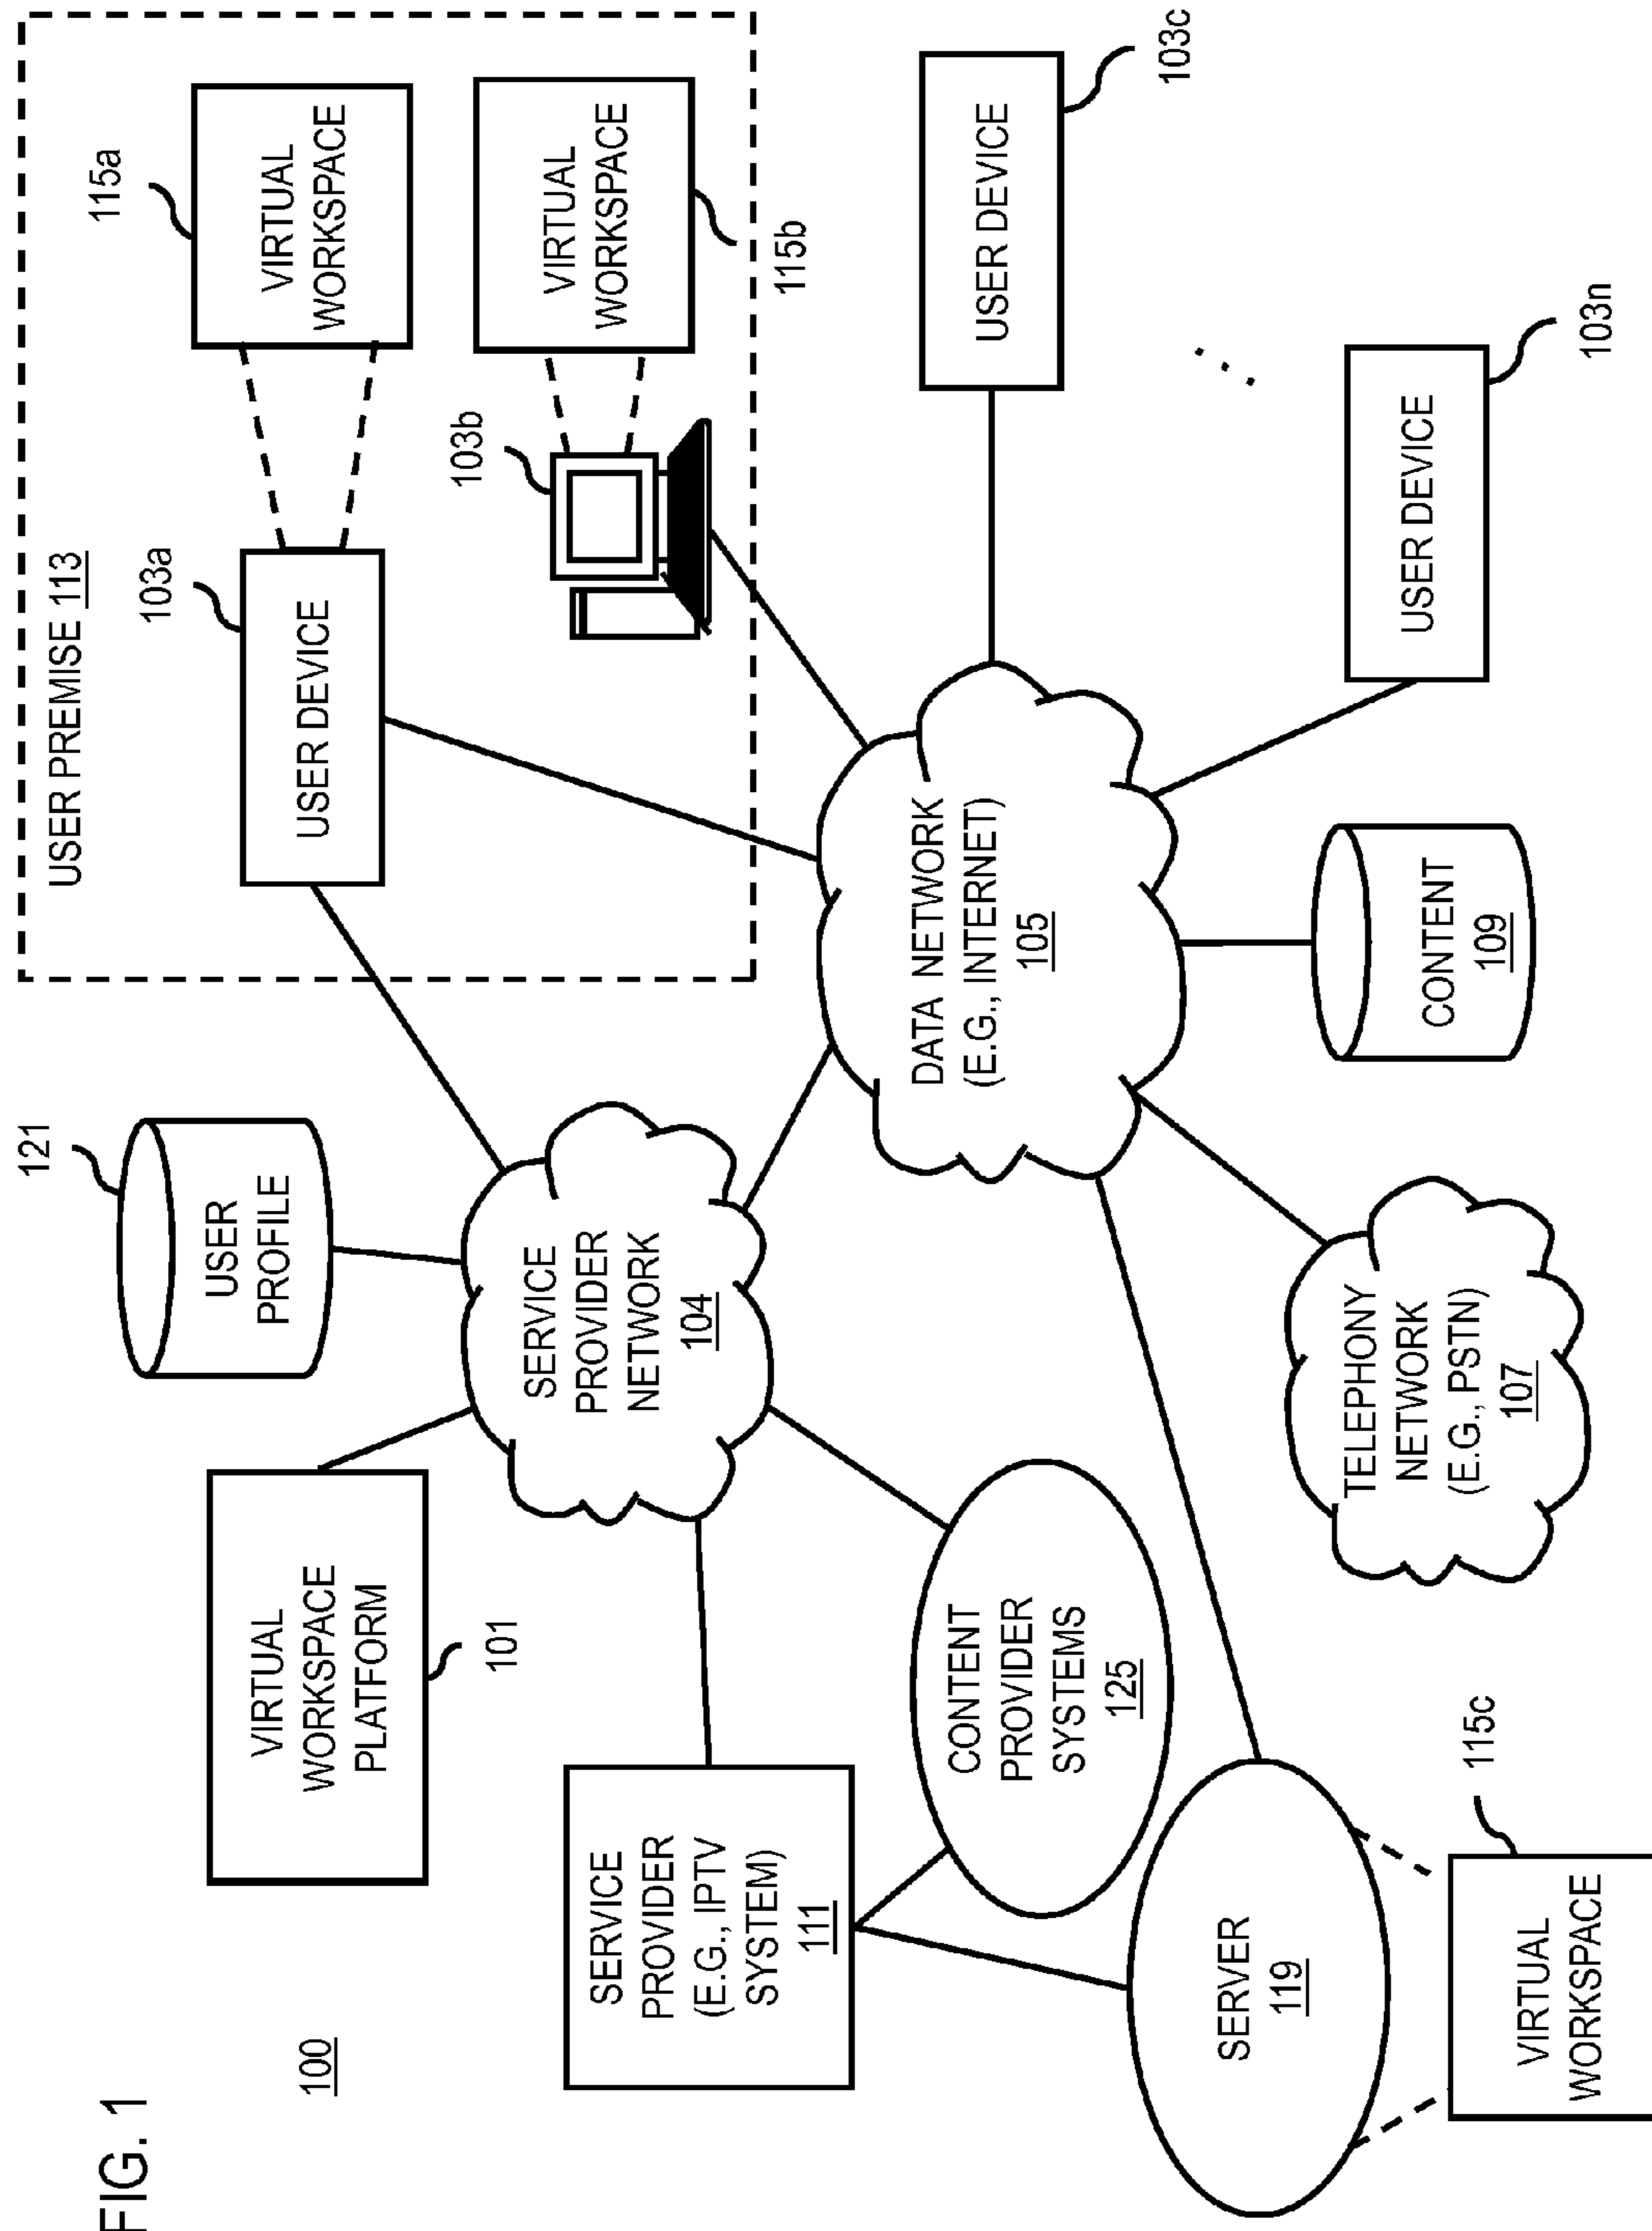 FIG. 1
100
VIRTUAL
WORKSPACE
PLATFORM
101
121
USER
PROFILE
USER PREMISE 113
103a
USER DEVICE
115a
VIRTUAL
WORKSPACE
103b
VIRTUAL
WORKSPACE
115b
SERVICE
PROVIDER
NETWORK
104
SERVICE
PROVIDER
(E.G., IPTV
SYSTEM)
111
CONTENT
PROVIDER
SYSTEMS
125
DATA NETWORK
(E.G., INTERNET)
105
USER DEVICE
103c
SERVER
119
115c
VIRTUAL
WORKSPACE
TELEPHONY
NETWORK
(E.G., PSTN)
107
CONTENT
109
. . .
USER DEVICE
103n